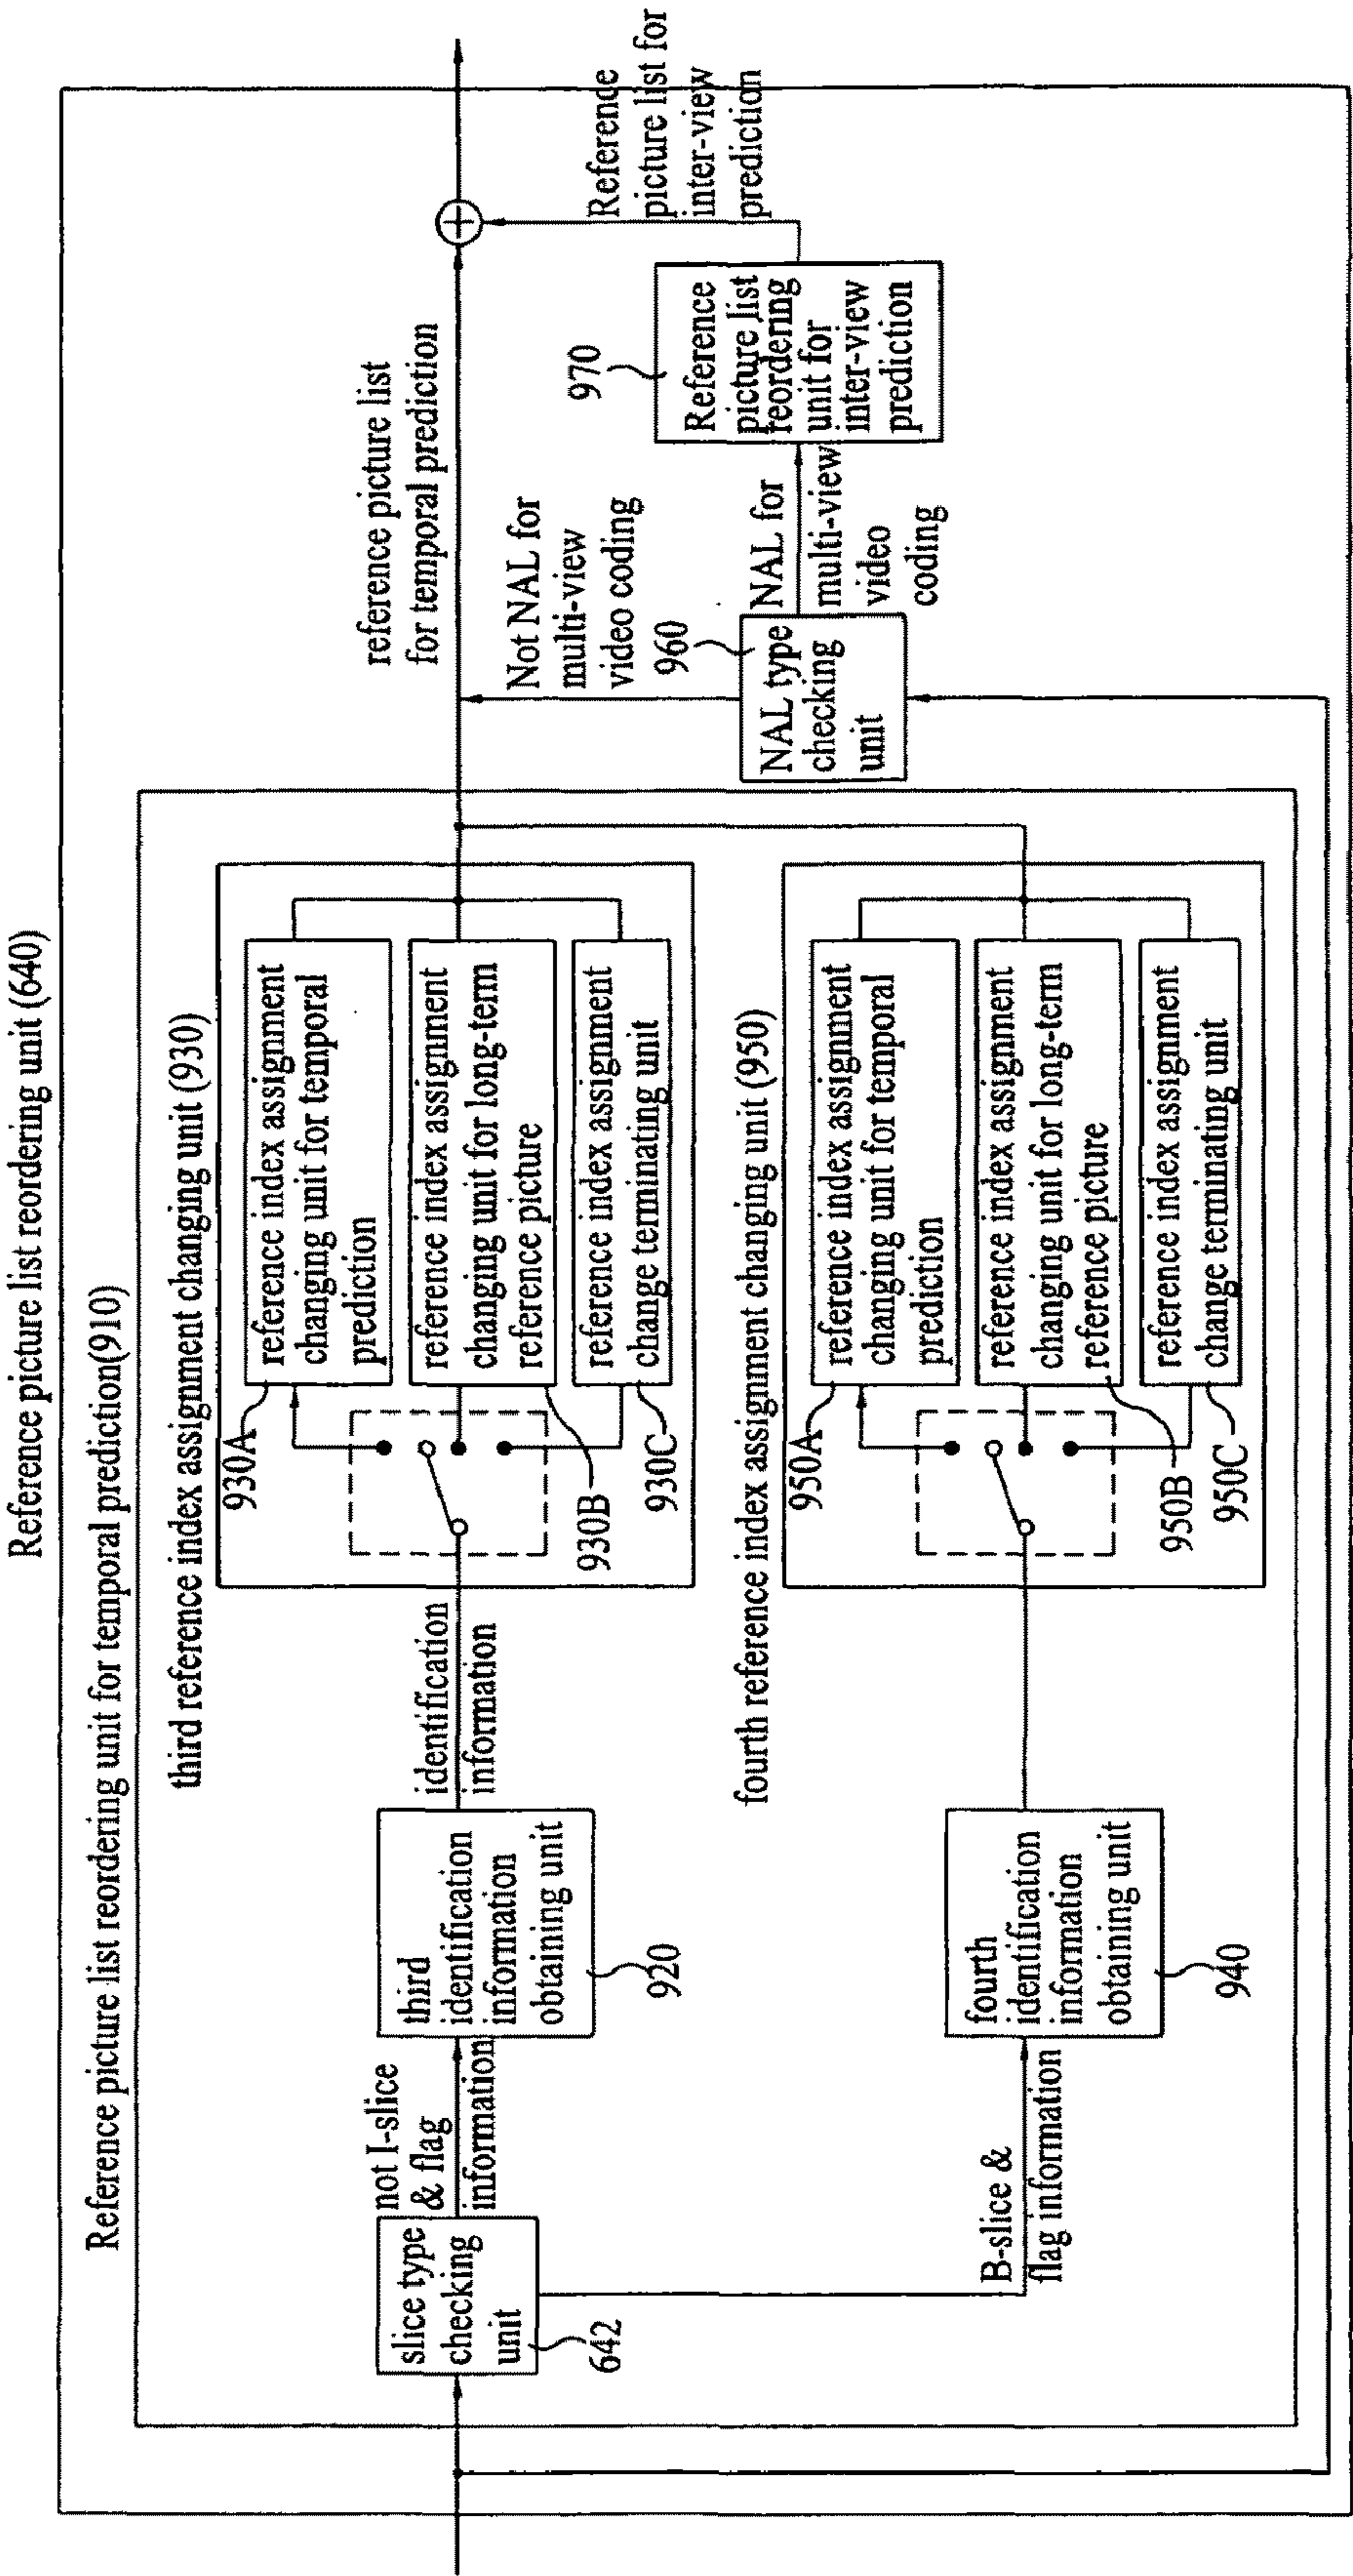 Reference picture list reordering unit (640)
Reference picture list reordering unit for temporal prediction(910)
third reference index assignment changing unit (930)
slice type
checking
unit
642
not I-slice
& flag
information
third
identification
information
obtaining unit
920
identification
information
930A
reference index assignment
changing unit for temporal
prediction
930B
reference index assignment
changing unit for long-term
reference picture
930C
reference index assignment
change terminating unit
B-slice &
flag information
fourth
identification
information
obtaining unit
940
fourth reference index assignment changing unit (950)
950A
reference index assignment
changing unit for temporal
prediction
950B
reference index assignment
changing unit for long-term
reference picture
950C
reference index assignment
change terminating unit
reference picture list
for temporal prediction
Not NAL for
multi-view
video coding
960
NAL type
checking
unit
NAL for
multi-view
video
coding
970
Reference
picture list
reordering
unit for
inter-view
prediction
Reference
picture list for
inter-view
prediction